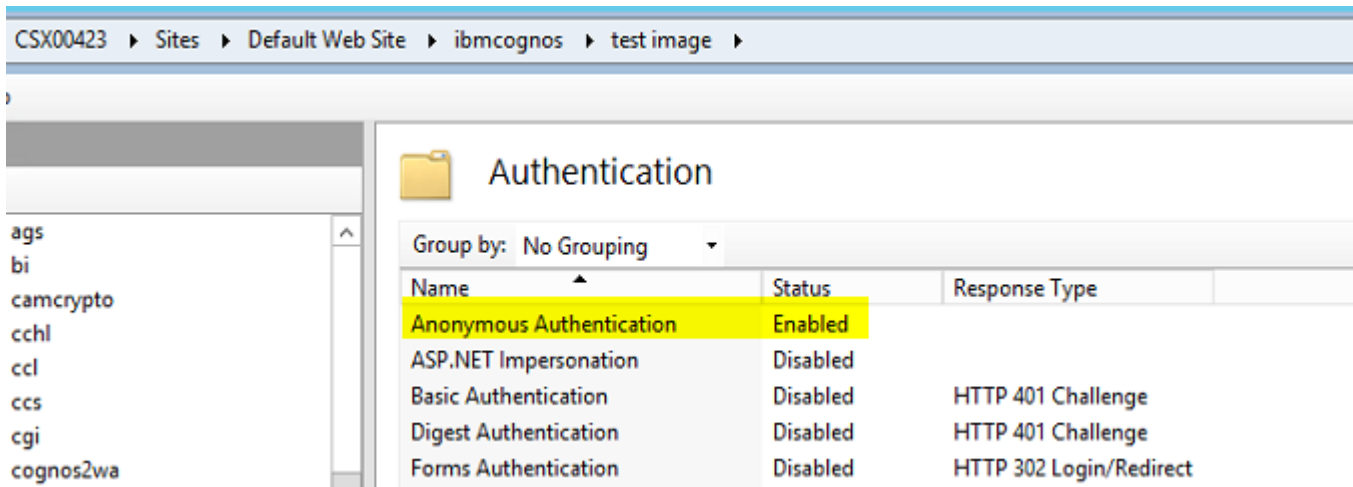 CSX00423 ▸ Sites ▸ Default Web Site ▸ ibmcognos ▸ test image ▸
Authentication
Group by: No Grouping
Name Status Response Type
Anonymous Authentication Enabled
ASP.NET Impersonation Disabled
Basic Authentication Disabled HTTP 401 Challenge
Digest Authentication Disabled HTTP 401 Challenge
Forms Authentication Disabled HTTP 302 Login/Redirect
ags
bi
camcrypto
cchl
ccl
ccs
cgi
cognos2wa